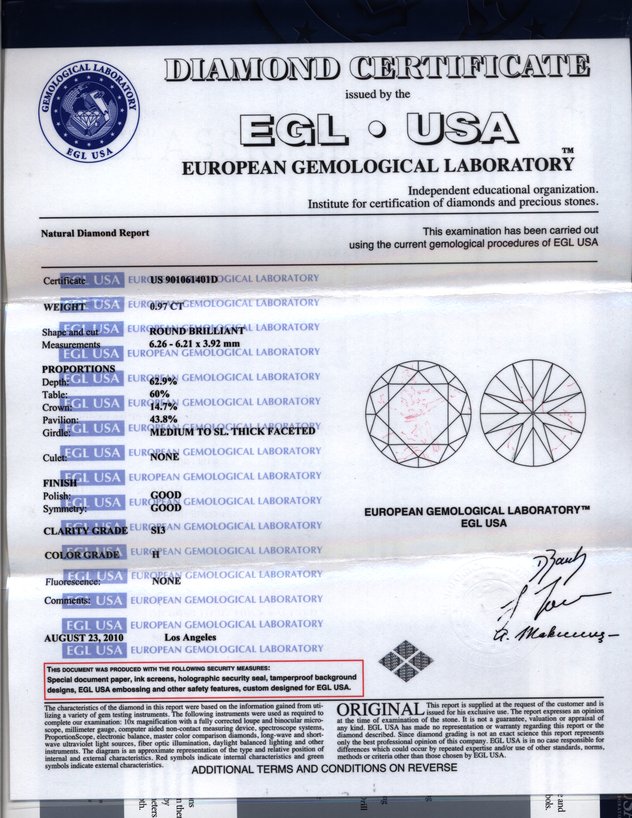 GEMOLOGICAL LABORATORY
EGL USA
DIAMOND CERTIFICATE
issued by the
EGL • USA
EUROPEAN GEMOLOGICAL LABORATORY™
Independent educational organization.
Institute for certification of diamonds and precious stones.
Natural Diamond Report
This examination has been carried out
using the current gemological procedures of EGL USA
Certificate US 901061401D
WEIGHT 0.97 CT
Shape and cut ROUND BRILLIANT
Measurements 6.26 - 6.21 x 3.92 mm
PROPORTIONS
Depth: 62.9%
Table: 60%
Crown: 14.7%
Pavilion: 43.8%
Girdle: MEDIUM TO SL. THICK FACETED
Culet: NONE
FINISH
Polish: GOOD
Symmetry: GOOD
CLARITY GRADE SI3
COLOR GRADE H
Fluorescence: NONE
Comments:
AUGUST 23, 2010 Los Angeles
EGL USA EUROPEAN GEMOLOGICAL LABORATORY
EUROPEAN GEMOLOGICAL LABORATORY™
EGL USA
THIS DOCUMENT WAS PRODUCED WITH THE FOLLOWING SECURITY MEASURES:
Special document paper, ink screens, holographic security seal, tamperproof background
designs, EGL USA embossing and other safety features, custom designed for EGL USA.
The characteristics of the diamond in this report were based on the information gained from uti-
lizing a variety of gem testing instruments. The following instruments were used as required to
complete our examination: 10x magnification with a fully corrected loupe and binocular micro-
scope, millimeter gauge, computer aided non-contact measuring device, spectroscope systems,
ProportionScope, electronic balance, master color comparison diamonds, long-wave and short-
wave ultraviolet light sources, fiber optic illumination, daylight balanced lighting and other
instruments. The diagram is an approximate representation of the type and relative position of
internal and external characteristics. Red symbols indicate internal characteristics and green
symbols indicate external characteristics.
ORIGINAL This report is supplied at the request of the customer and is
issued for his exclusive use. The report expresses an opinion
at the time of examination of the stone. It is not a guarantee, valuation or appraisal of
any kind. EGL USA has made no representation or warranty regarding this report or the
diamond described. Since diamond grading is not an exact science this report represents
only the best professional opinion of this company. EGL USA is in no case responsible for
differences which could occur by repeated expertise and/or use of other standards, norms,
methods or criteria other than those chosen by EGL USA.
ADDITIONAL TERMS AND CONDITIONS ON REVERSE